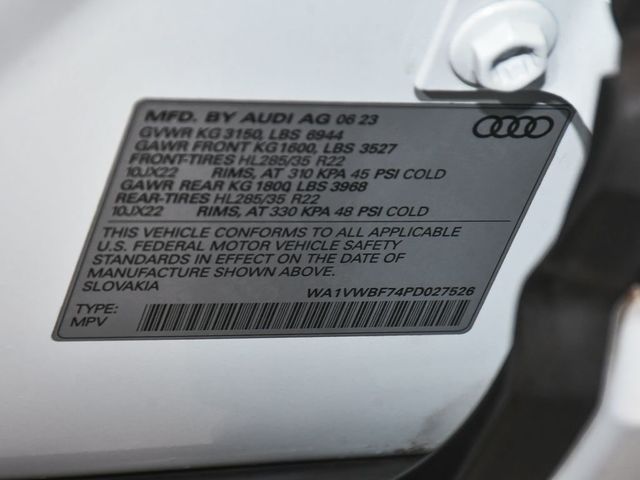 MFD. BY AUDI AG 06 23
GVWR KG 3150, LBS 6944
GAWR FRONT KG 1600, LBS 3527
FRONT-TIRES HL285/35 R22
10JX22 RIMS, AT 310 KPA 45 PSI COLD
GAWR REAR KG 1800, LBS 3968
REAR-TIRES HL285/35 R22
10JX22 RIMS, AT 330 KPA 48 PSI COLD
THIS VEHICLE CONFORMS TO ALL APPLICABLE
U.S. FEDERAL MOTOR VEHICLE SAFETY
STANDARDS IN EFFECT ON THE DATE OF
MANUFACTURE SHOWN ABOVE.
SLOVAKIA WA1VWBF74PD027526
TYPE:
MPV